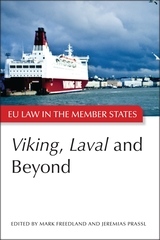 EU LAW IN THE MEMBER STATES
Viking, Laval and
Beyond
EDITED BY MARK FREEDLAND AND JEREMIAS PRASSL